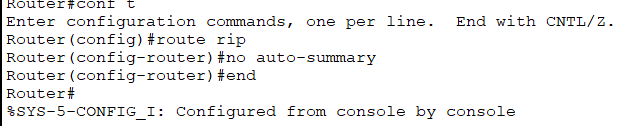 Router#conf t
Enter configuration commands, one per line.  End with CNTL/Z.
Router(config)#route rip
Router(config-router)#no auto-summary
Router(config-router)#end
Router#
%SYS-5-CONFIG_I: Configured from console by console